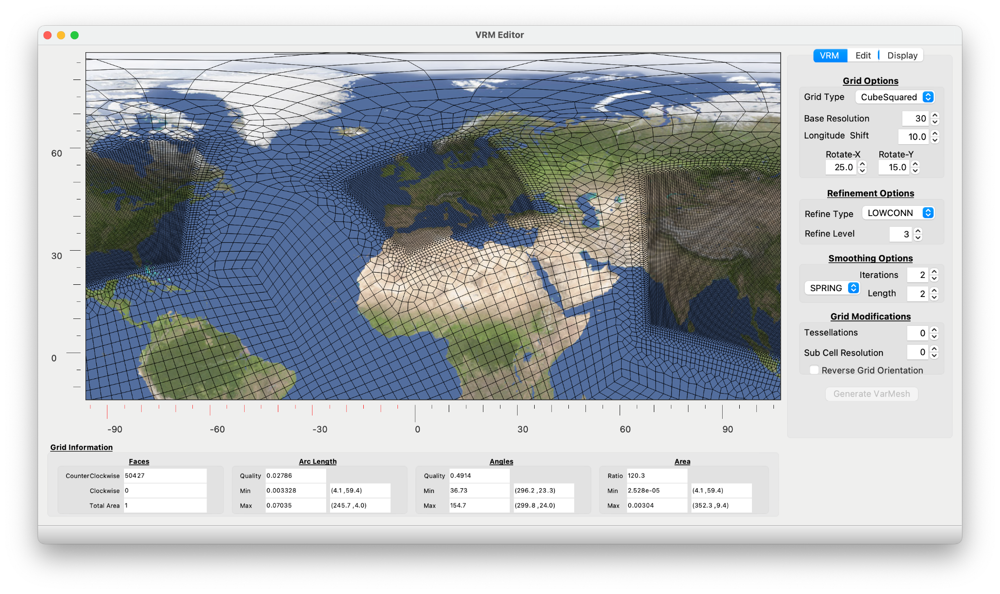 VRM Editor
VRM Edit Display
Grid Options
Grid Type CubeSquared
Base Resolution 30
Longitude Shift 10.0
Rotate-X Rotate-Y
25.0 15.0
Refinement Options
Refine Type LOWCONN
Refine Level 3
Smoothing Options
Iterations 2
SPRING
Length 2
Grid Modifications
Tessellations 0
Sub Cell Resolution 0
Reverse Grid Orientation
Generate VarMesh
60
30
0
-90 -60 -30 0 30 60 90
Grid Information
Faces Arc Length Angles Area
CounterClockwise 50427 Quality 0.02786 Quality 0.4914 Ratio 120.3
Clockwise 0 Min 0.003328 (4.1 ,59.4) Min 36.73 (296.2 ,23.3) Min 2.528e-05 (4.1 ,59.4)
Total Area 1 Max 0.07035 (245.7 ,4.0) Max 154.7 (299.8 ,24.0) Max 0.00304 (352.3 ,9.4)